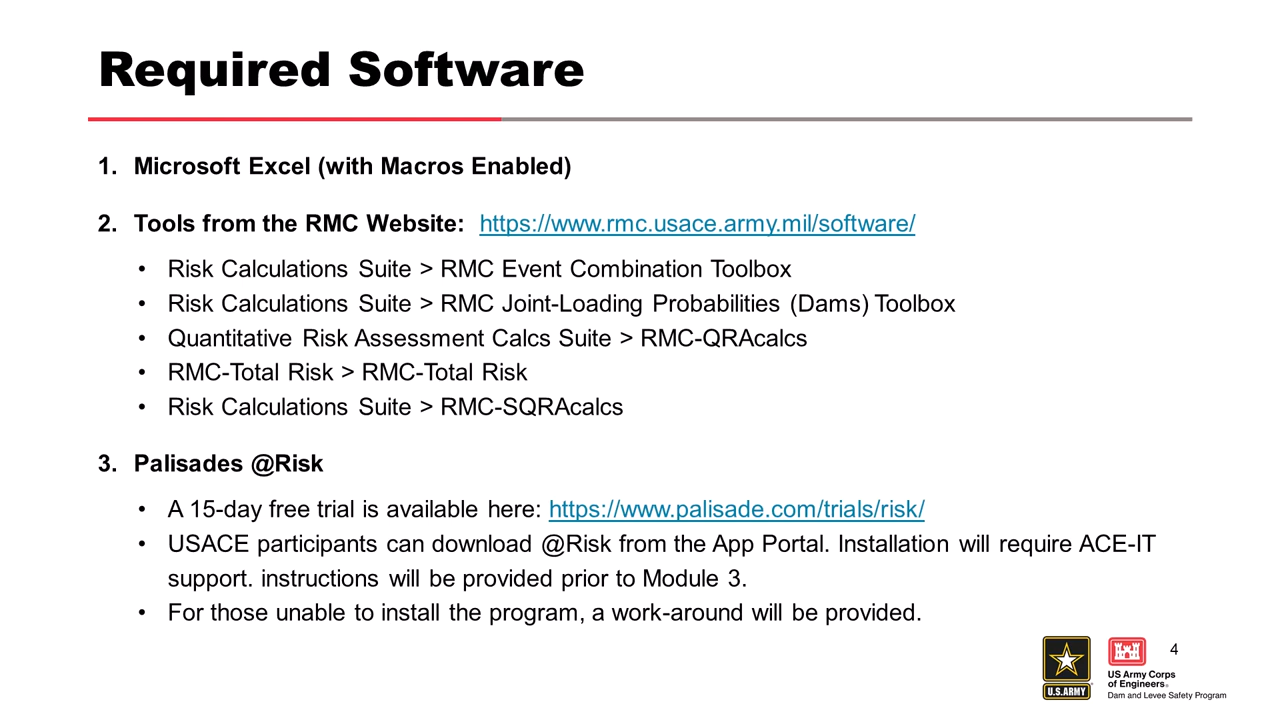 Required Software
1. Microsoft Excel (with Macros Enabled)
2. Tools from the RMC Website: https://www.rmc.usace.army.mil/software/
• Risk Calculations Suite > RMC Event Combination Toolbox
• Risk Calculations Suite > RMC Joint-Loading Probabilities (Dams) Toolbox
• Quantitative Risk Assessment Calcs Suite > RMC-QRAcalcs
• RMC-Total Risk > RMC-Total Risk
• Risk Calculations Suite > RMC-SQRAcalcs
3. Palisades @Risk
• A 15-day free trial is available here: https://www.palisade.com/trials/risk/
• USACE participants can download @Risk from the App Portal. Installation will require ACE-IT
support. instructions will be provided prior to Module 3.
• For those unable to install the program, a work-around will be provided.
4
U.S.ARMY
US Army Corps
of Engineers®
Dam and Levee Safety Program